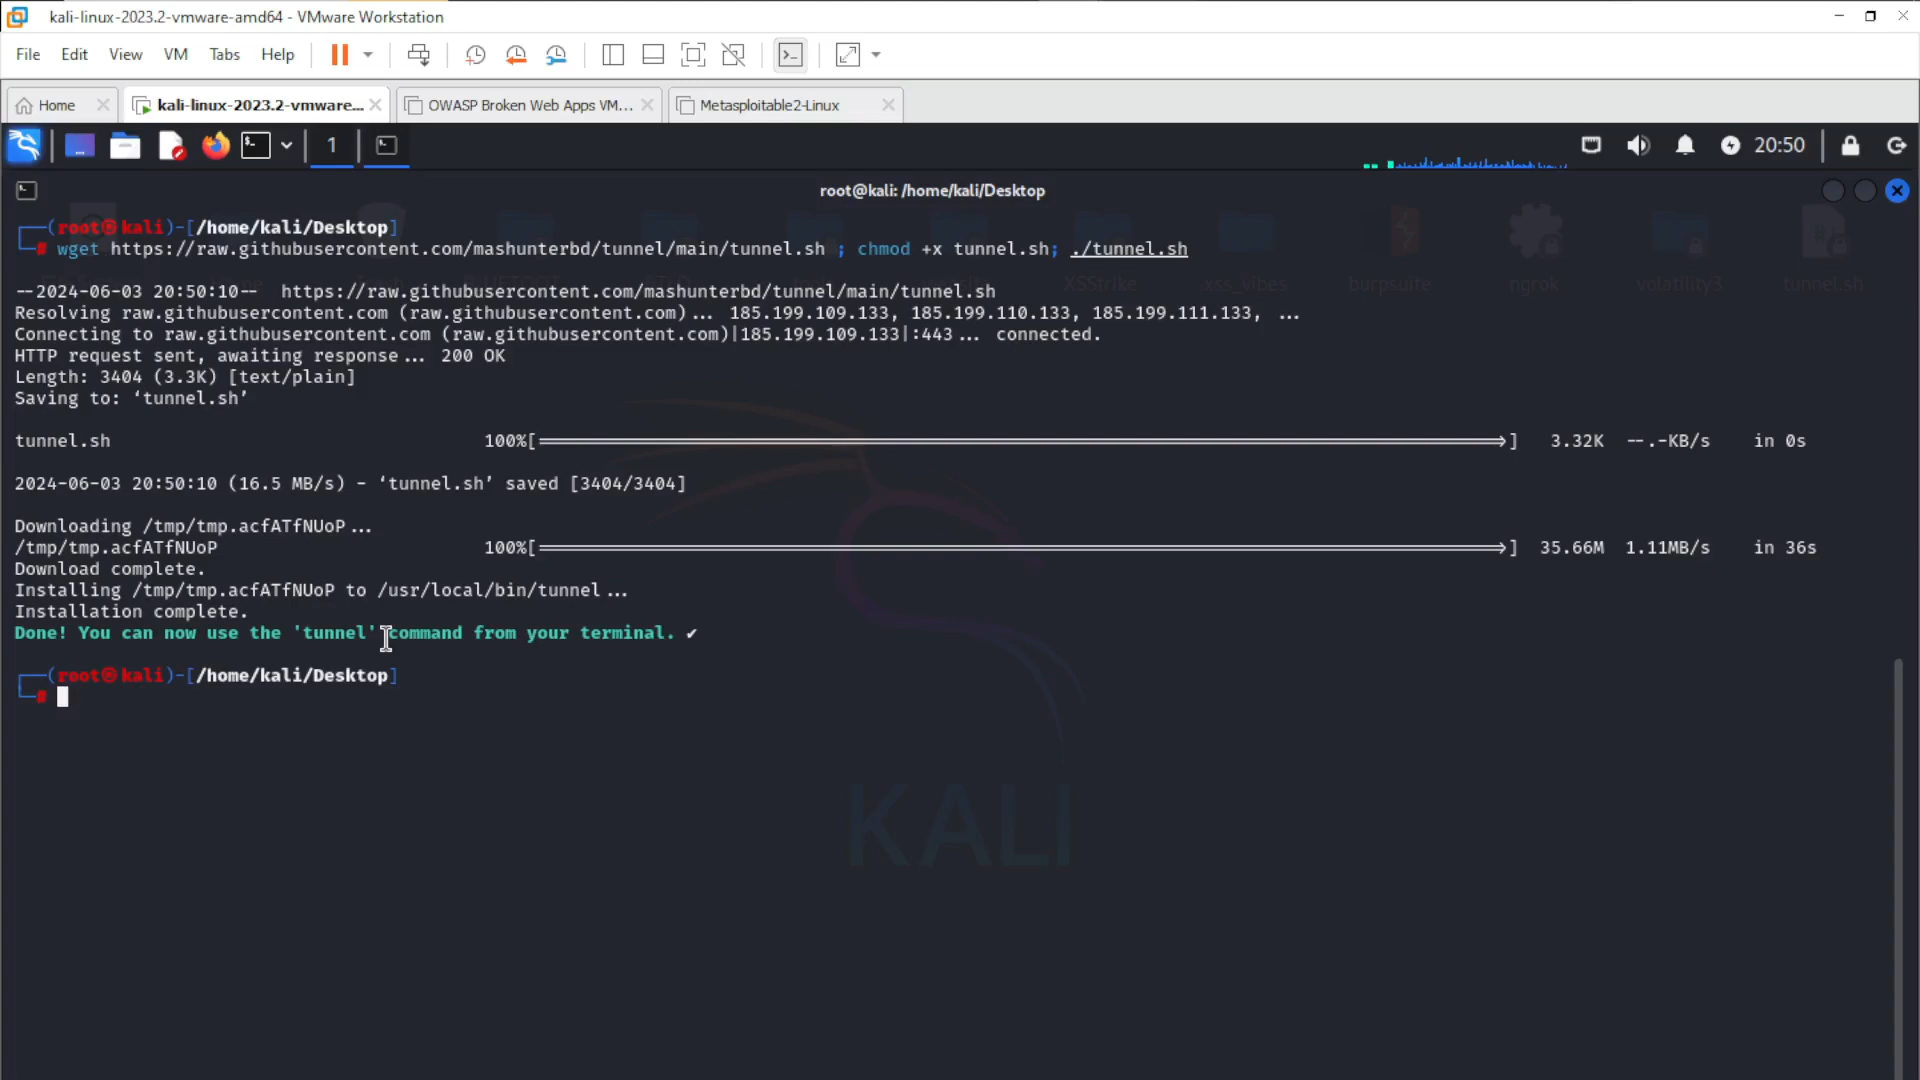 kali-linux-2023.2-vmware-amd64 - VMware Workstation
File Edit View VM Tabs Help
Home kali-linux-2023.2-vmware... OWASP Broken Web Apps VM... Metasploitable2-Linux
1 20:50
root@kali: /home/kali/Desktop
┌──(root㉿kali)-[/home/kali/Desktop]
└─# wget https://raw.githubusercontent.com/mashunterbd/tunnel/main/tunnel.sh ; chmod +x tunnel.sh; ./tunnel.sh
XSStrike xss_vibes burpsuite ngrok volatility3 tunnel.sh
--2024-06-03 20:50:10-- https://raw.githubusercontent.com/mashunterbd/tunnel/main/tunnel.sh
Resolving raw.githubusercontent.com (raw.githubusercontent.com)... 185.199.109.133, 185.199.110.133, 185.199.111.133, ...
Connecting to raw.githubusercontent.com (raw.githubusercontent.com)|185.199.109.133|:443... connected.
HTTP request sent, awaiting response... 200 OK
Length: 3404 (3.3K) [text/plain]
Saving to: ‘tunnel.sh’
tunnel.sh 100%[===================>] 3.32K --.-KB/s in 0s
2024-06-03 20:50:10 (16.5 MB/s) - ‘tunnel.sh’ saved [3404/3404]
Downloading /tmp/tmp.acfATfNUoP...
/tmp/tmp.acfATfNUoP 100%[===================>] 35.66M 1.11MB/s in 36s
Download complete.
Installing /tmp/tmp.acfATfNUoP to /usr/local/bin/tunnel...
Installation complete.
Done! You can now use the 'tunnel' command from your terminal. ✔
┌──(root㉿kali)-[/home/kali/Desktop]
└─#
KALI